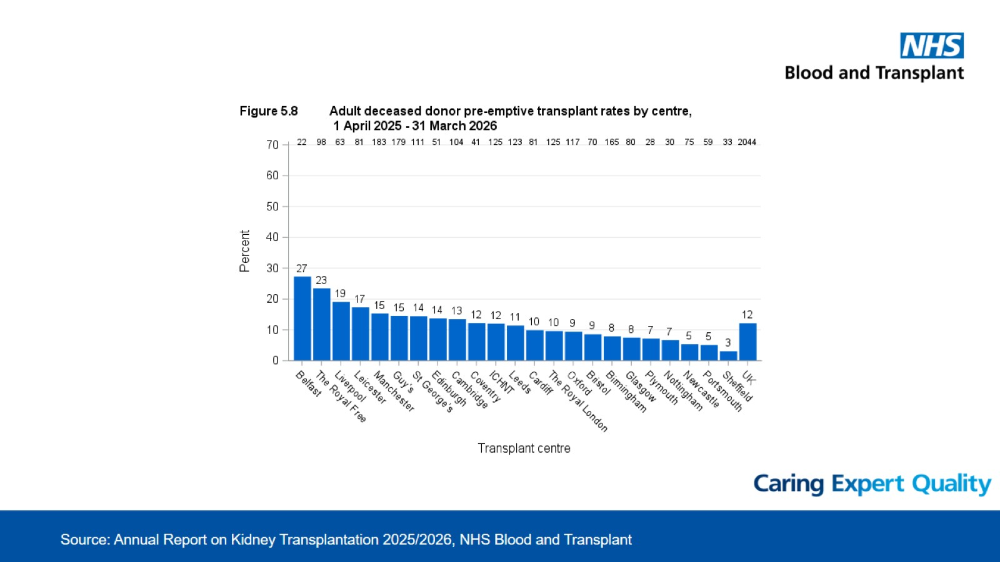 NHS
Blood and Transplant
Figure 5.8 Adult deceased donor pre-emptive transplant rates by centre,
1 April 2025 - 31 March 2026
70 22 98 63 81 183 179 111 51 104 41 125 123 81 125 117 70 165 80 28 30 75 59 33 2044
60
50
40
30
20
10
0
Percent
27 23 19 17 15 15 14 14 13 12 12 11 10 10 9 9 8 8 7 7 5 5 3 12
Belfast
The Royal Free
Liverpool
Leicester
Manchester
Guy's
St George's
Edinburgh
Cambridge
Coventry
ICHNT
Leeds
Cardiff
The Royal London
Oxford
Bristol
Birmingham
Glasgow
Plymouth
Nottingham
Newcastle
Portsmouth
Sheffield
UK
Transplant centre
Caring Expert Quality
Source: Annual Report on Kidney Transplantation 2025/2026, NHS Blood and Transplant